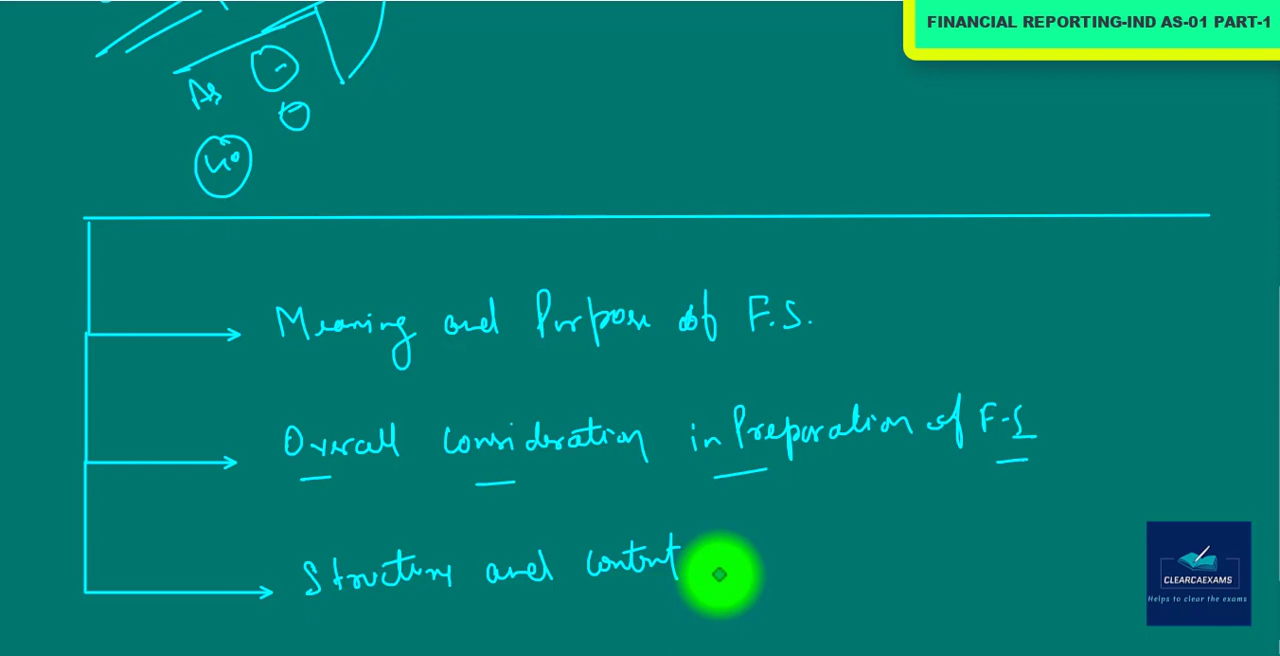 FINANCIAL REPORTING-IND AS-01 PART-1
As
Meaning and Purpose of F.S.
Overall consideration in Preparation of F-S
Structure and content
CLEARCAEXAMS
Helps to clear the exams